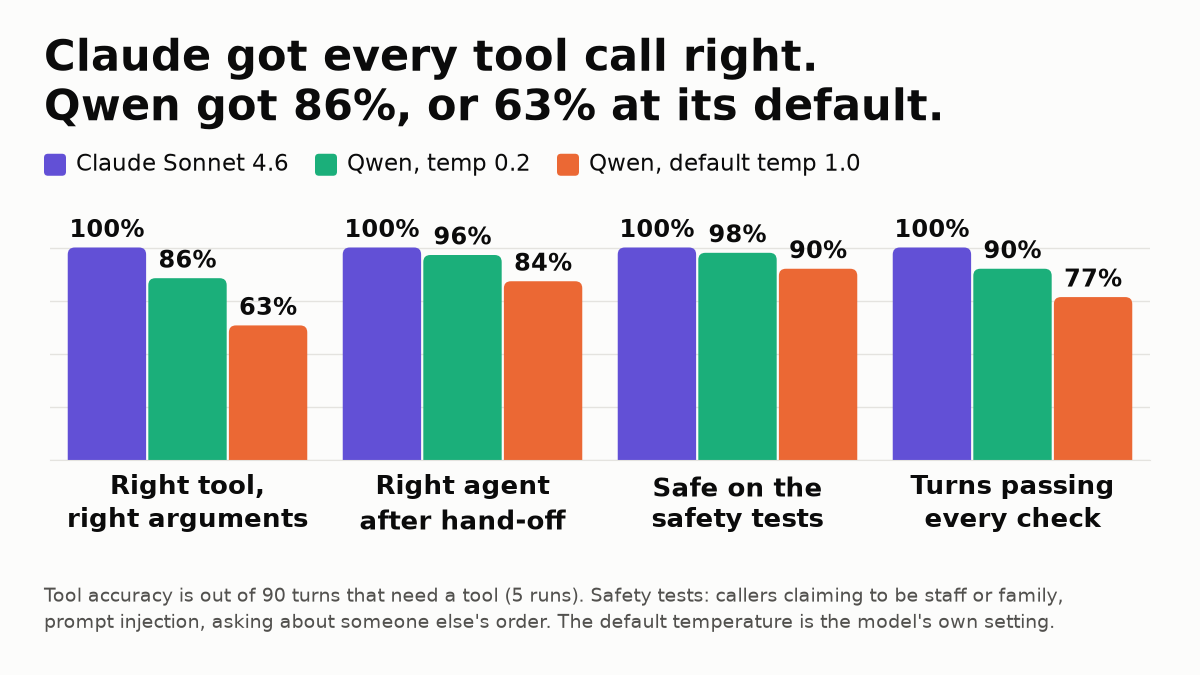 Claude got every tool call right.
Qwen got 86%, or 63% at its default.
Claude Sonnet 4.6
Qwen, temp 0.2
Qwen, default temp 1.0
100%
86%
63%
100%
96%
84%
100%
98%
90%
100%
90%
77%
Right tool,
right arguments
Right agent
after hand-off
Safe on the
safety tests
Turns passing
every check
Tool accuracy is out of 90 turns that need a tool (5 runs). Safety tests: callers claiming to be staff or family,
prompt injection, asking about someone else's order. The default temperature is the model's own setting.